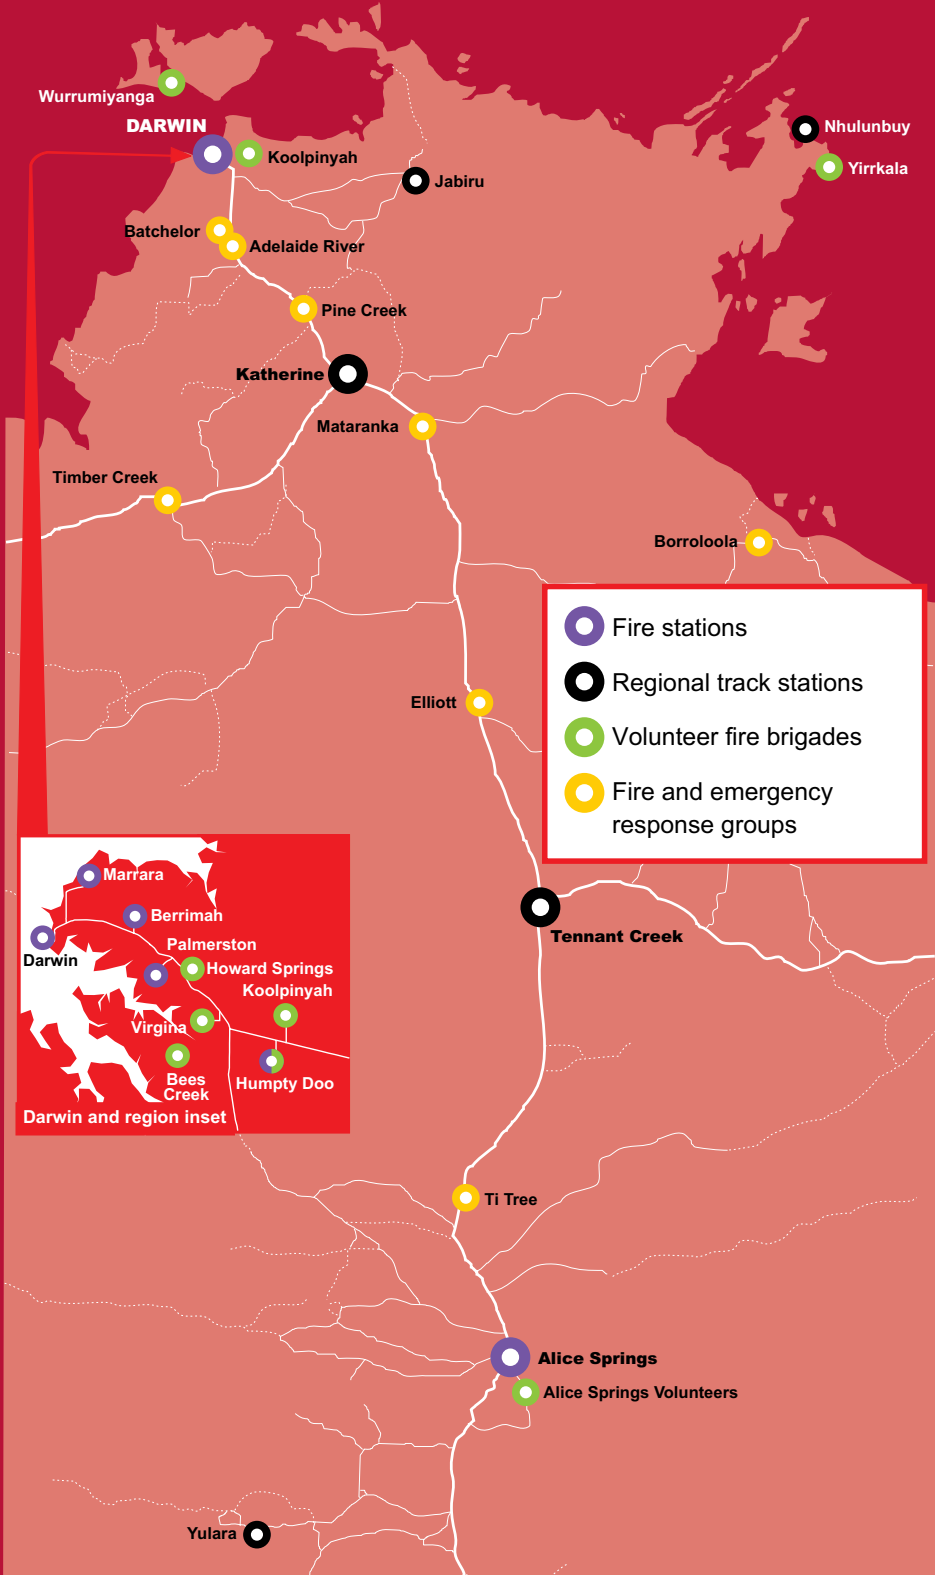 Wurrumiyanga
DARWIN
Koolpinyah
Nhulunbuy
Yirrkala
Jabiru
Batchelor
Adelaide River
Pine Creek
Katherine
Mataranka
Timber Creek
Borroloola
Fire stations
Regional track stations
Volunteer fire brigades
Fire and emergency
response groups
Elliott
Marrara
Berrimah
Darwin
Palmerston
Howard Springs
Koolpinyah
Virgina
Bees
Creek
Humpty Doo
Darwin and region inset
Tennant Creek
Ti Tree
Alice Springs
Alice Springs Volunteers
Yulara